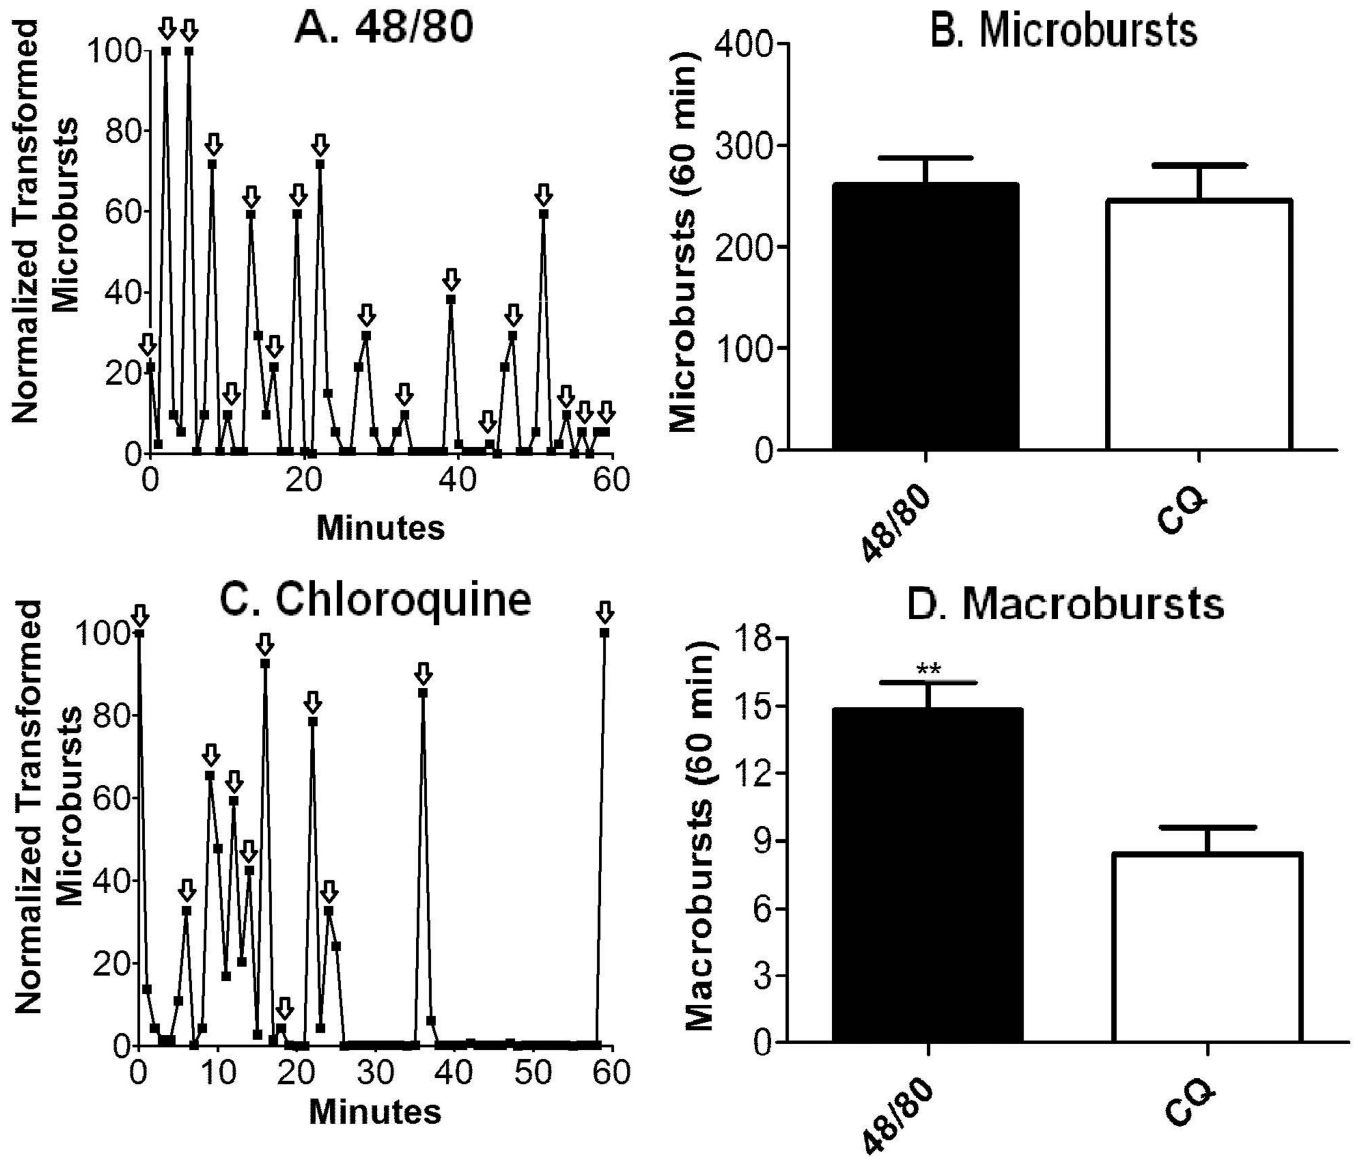 A. 48/80
Normalized Transformed
Microbursts
100
80
60
40
20
0
0 20 40 60
Minutes
B. Microbursts
Microbursts (60 min)
400
300
200
100
0
48/80
CQ
C. Chloroquine
Normalized Transformed
Microbursts
100
80
60
40
20
0
0 10 20 30 40 50 60
Minutes
D. Macrobursts
Macrobursts (60 min)
18
15
12
9
6
3
0
**
48/80
CQ